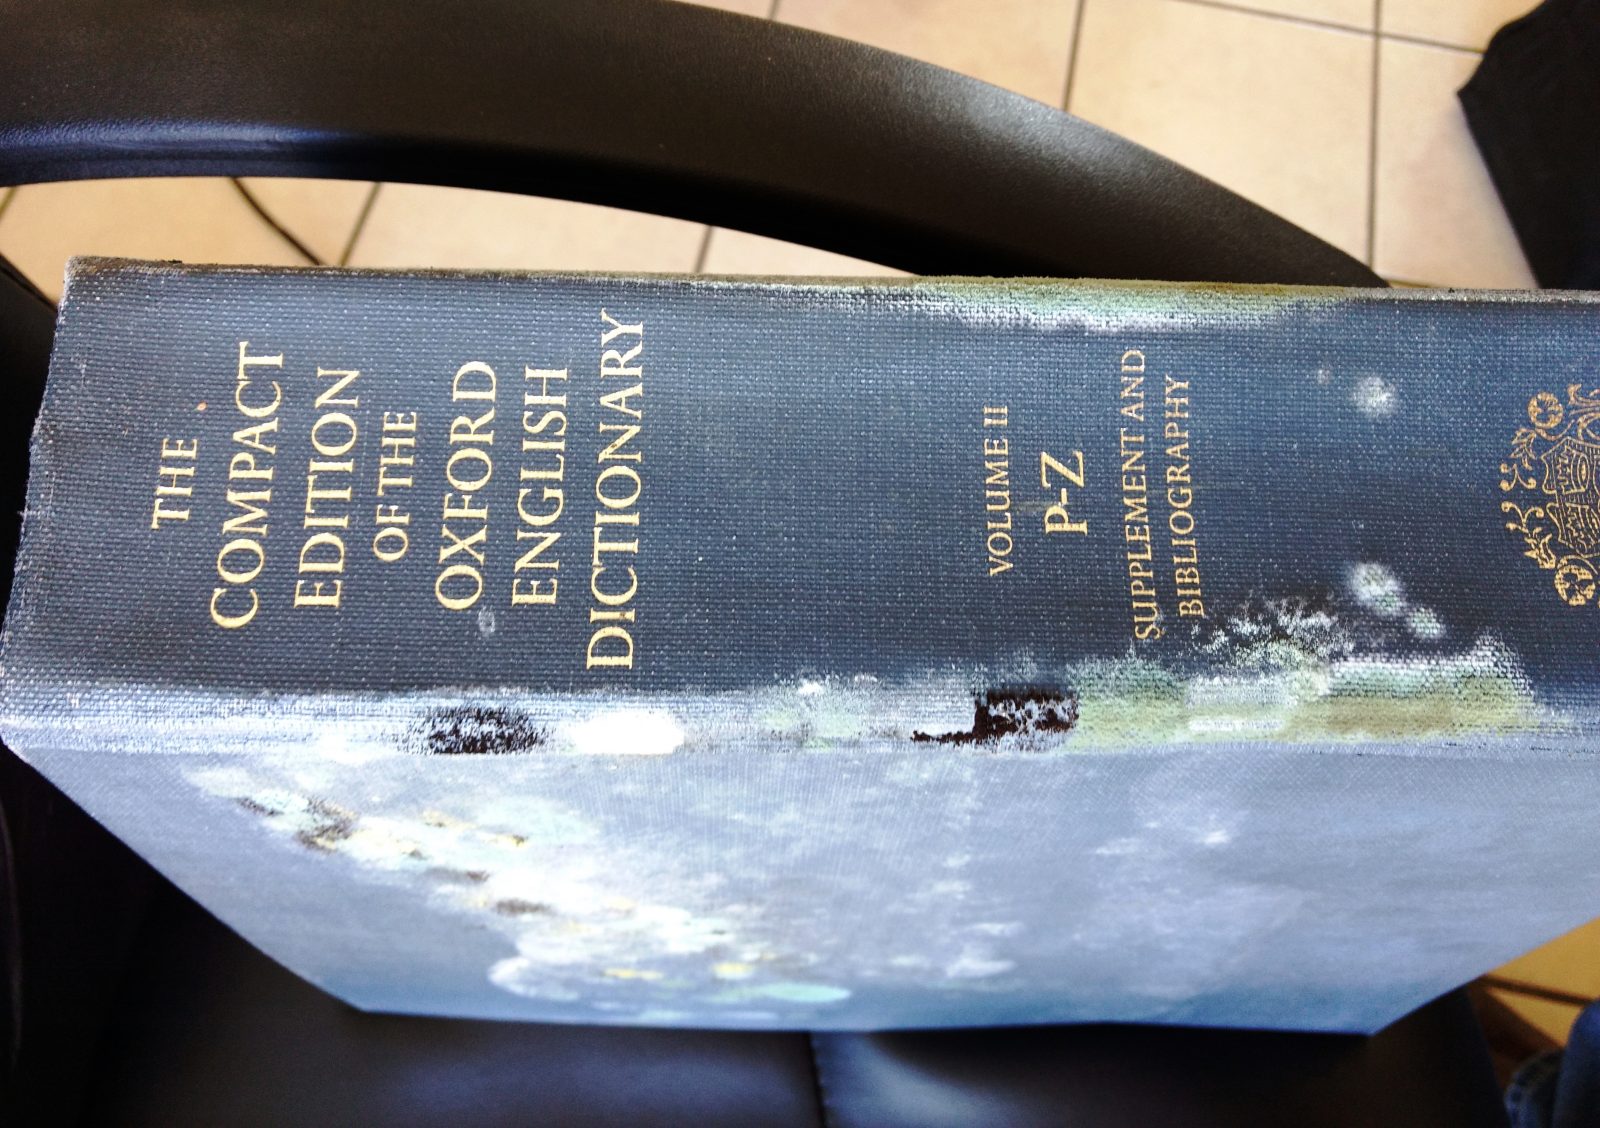 THE
COMPACT
EDITION
OF THE
OXFORD
ENGLISH
DICTIONARY
VOLUME II
P-Z
SUPPLEMENT AND
BIBLIOGRAPHY